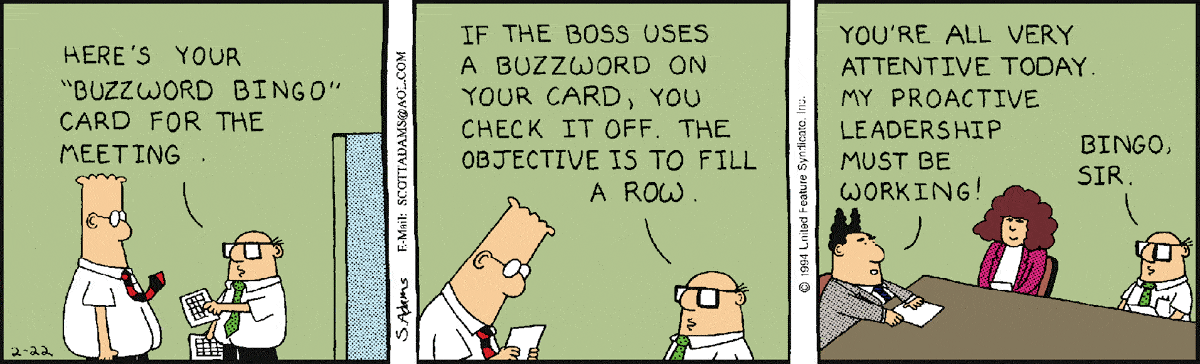 HERE'S YOUR
"BUZZWORD BINGO"
CARD FOR THE
MEETING.
2-22
S. Adams
E-Mail: SCOTTADAMS@AOL.COM
IF THE BOSS USES
A BUZZWORD ON
YOUR CARD, YOU
CHECK IT OFF. THE
OBJECTIVE IS TO FILL
A ROW.
© 1994 United Feature Syndicate, Inc.
YOU'RE ALL VERY
ATTENTIVE TODAY.
MY PROACTIVE
LEADERSHIP
MUST BE
WORKING!
BINGO,
SIR.